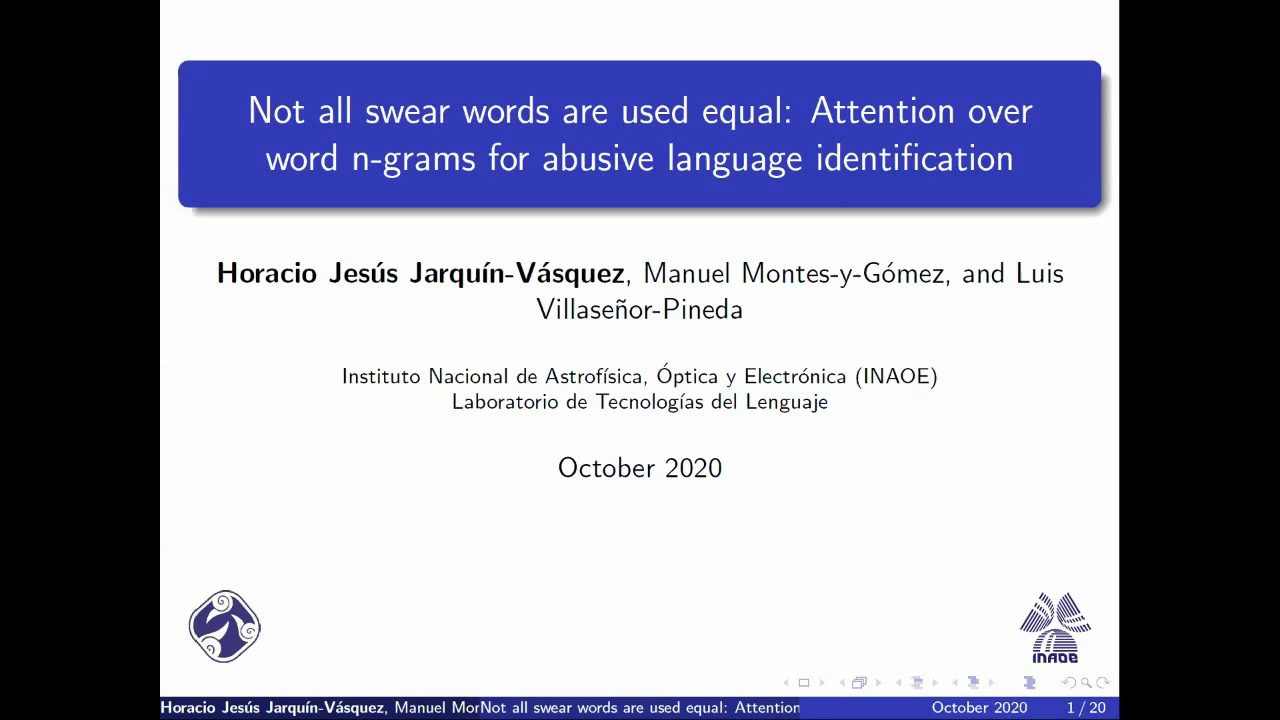 Not all swear words are used equal: Attention over
word n-grams for abusive language identification
Horacio Jesús Jarquín-Vásquez, Manuel Montes-y-Gómez, and Luis
Villaseñor-Pineda
Instituto Nacional de Astrofísica, Óptica y Electrónica (INAOE)
Laboratorio de Tecnologías del Lenguaje
October 2020
INAOE
Horacio Jesús Jarquín-Vásquez, Manuel Mor
Not all swear words are used equal: Attention
October 2020
1 / 20